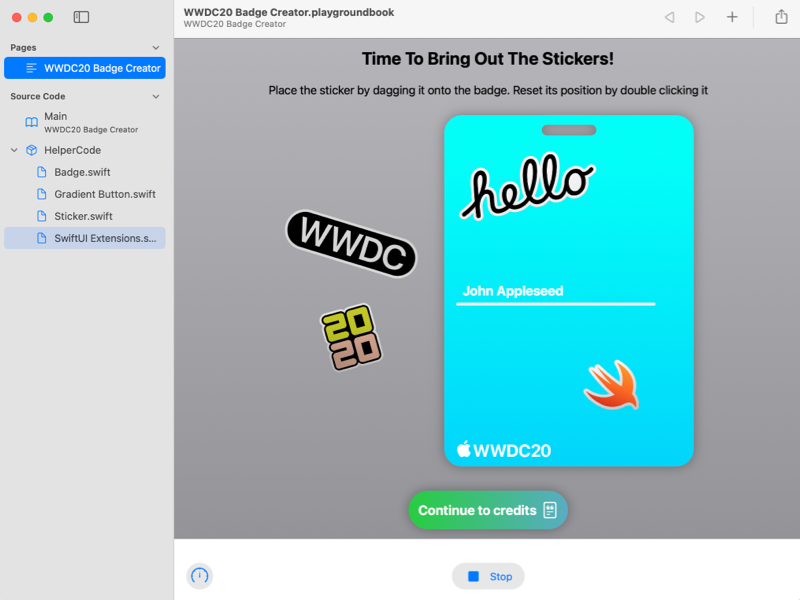 WWDC20 Badge Creator.playgroundbook
WWDC20 Badge Creator
Pages
WWDC20 Badge Creator
Source Code
Main
WWDC20 Badge Creator
HelperCode
Badge.swift
Gradient Button.swift
Sticker.swift
SwiftUI Extensions.s...
Time To Bring Out The Stickers!
Place the sticker by dagging it onto the badge. Reset its position by double clicking it
hello
WWDC
John Appleseed
20
20
WWDC20
Continue to credits
Stop